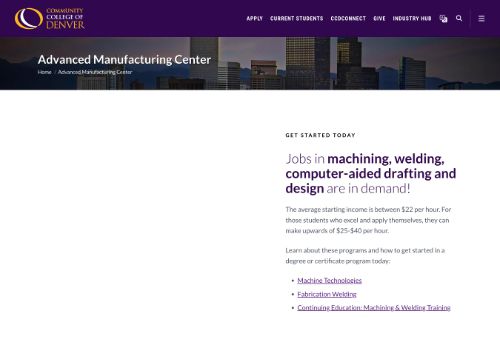 COMMUNITY
COLLEGE OF
DENVER
APPLY CURRENT STUDENTS CCDCONNECT GIVE INDUSTRY HUB
Advanced Manufacturing Center
Home / Advanced Manufacturing Center
GET STARTED TODAY
Jobs in machining, welding,
computer-aided drafting and
design are in demand!
The average starting income is between $22 per hour. For
those students who excel and apply themselves, they can
make upwards of $25-$40 per hour.
Learn about these programs and how to get started in a
degree or certificate program today:
Machine Technologies
Fabrication Welding
Continuing Education: Machining & Welding Training